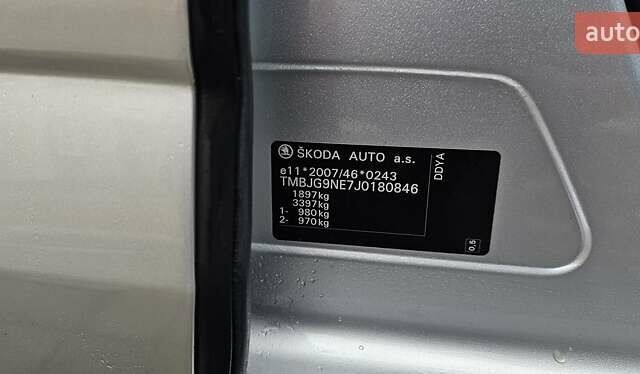 auto
ŠKODA AUTO a.s.
e11*2007/46*0243
TMBJG9NE7J0180846
1897kg
3397kg
1- 980kg
2- 970kg
DDYA
0,5